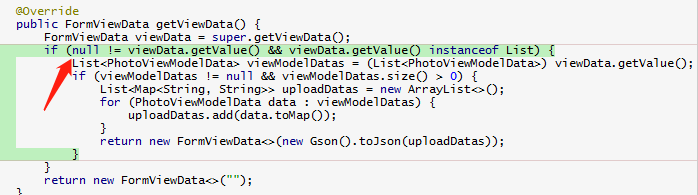 @Override
public FormViewData getViewData() {
FormViewData viewData = super.getViewData();
if (null != viewData.getValue() && viewData.getValue() instanceof List) {
List<PhotoViewModelData> viewModelDatas = (List<PhotoViewModelData>) viewData.getValue();
if (viewModelDatas != null && viewModelDatas.size() > 0) {
List<Map<String, String>> uploadDatas = new ArrayList<>();
for (PhotoViewModelData data : viewModelDatas) {
uploadDatas.add(data.toMap());
}
return new FormViewData<>(new Gson().toJson(uploadDatas));
}
}
return new FormViewData<>("");
}